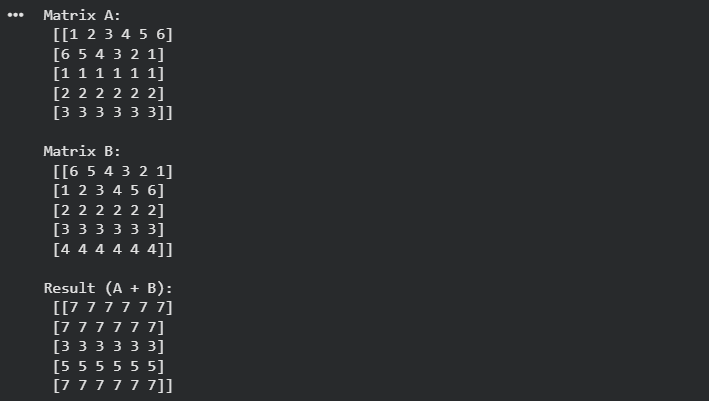 Matrix A:
[[1 2 3 4 5 6]
[6 5 4 3 2 1]
[1 1 1 1 1 1]
[2 2 2 2 2 2]
[3 3 3 3 3 3]]
Matrix B:
[[6 5 4 3 2 1]
[1 2 3 4 5 6]
[2 2 2 2 2 2]
[3 3 3 3 3 3]
[4 4 4 4 4 4]]
Result (A + B):
[[7 7 7 7 7 7]
[7 7 7 7 7 7]
[3 3 3 3 3 3]
[5 5 5 5 5 5]
[7 7 7 7 7 7]]